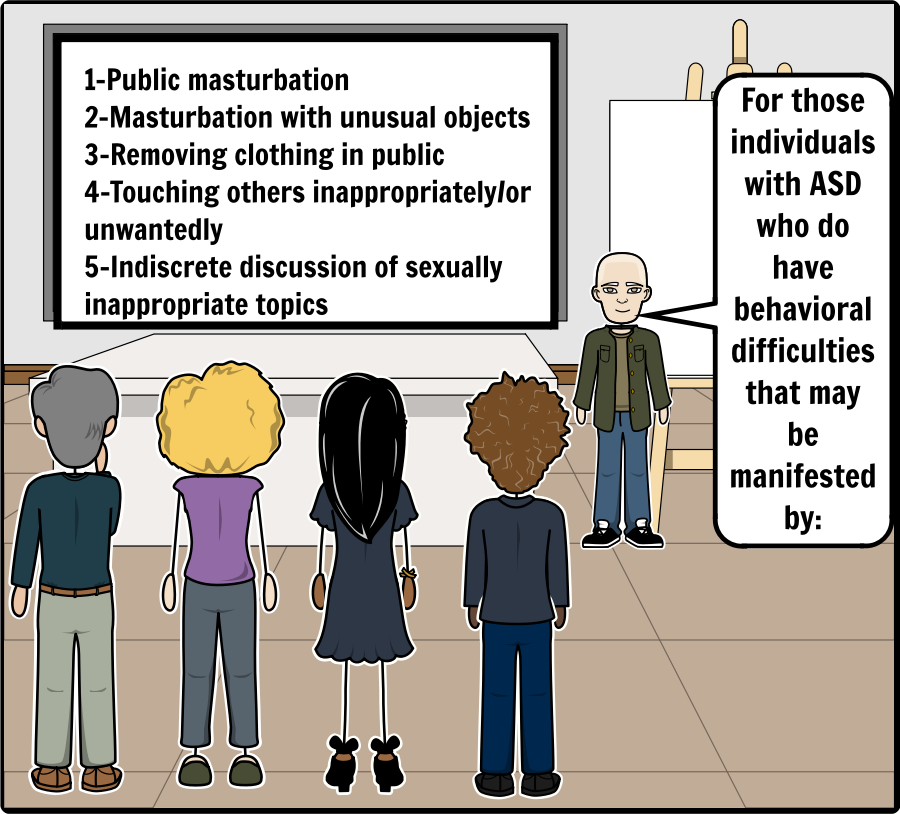 1-Public masturbation
2-Masturbation with unusual objects
3-Removing clothing in public
4-Touching others inappropriately/or
unwantedly
5-Indiscrete discussion of sexually
inappropriate topics
For those
individuals
with ASD
who do
have
behavioral
difficulties
that may
be
manifested
by: